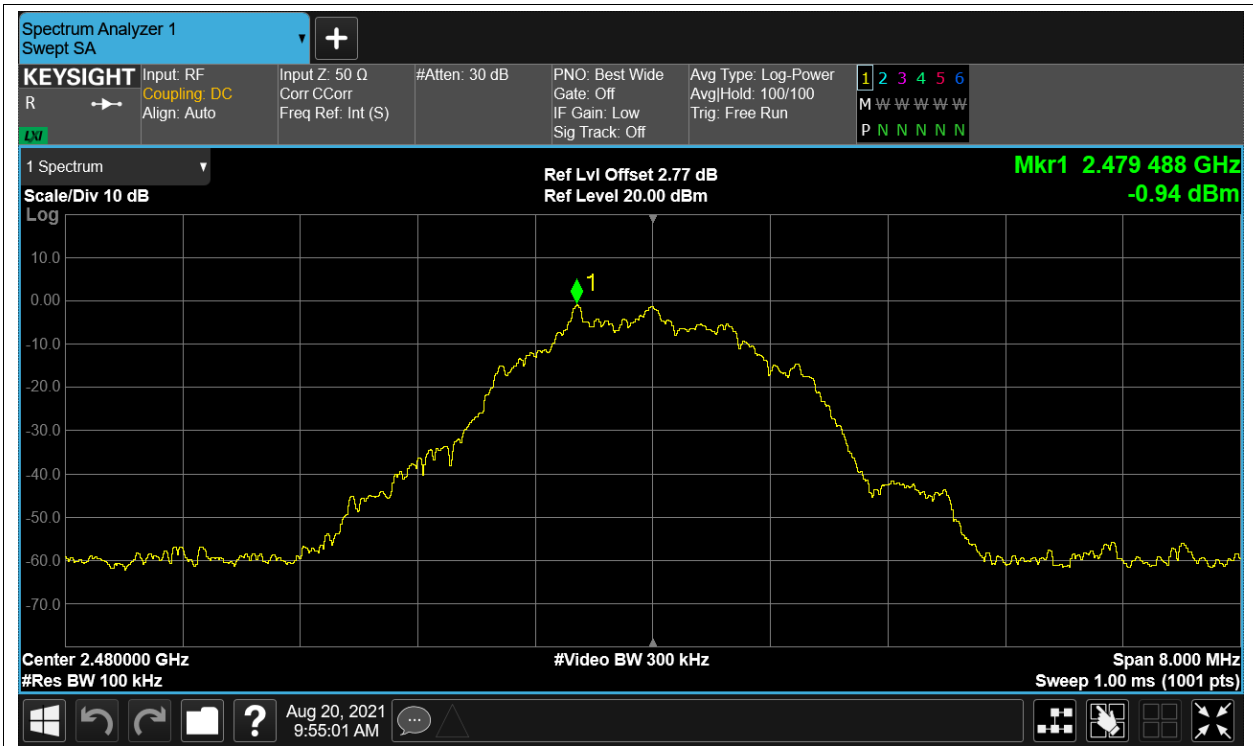 Spectrum Analyzer 1
Swept SA
KEYSIGHT
R
LXI
Input: RF
Coupling: DC
Align: Auto
Input Z: 50 Ω
Corr CCorr
Freq Ref: Int (S)
#Atten: 30 dB
PNO: Best Wide
Gate: Off
IF Gain: Low
Sig Track: Off
Avg Type: Log-Power
Avg|Hold: 100/100
Trig: Free Run
1 2 3 4 5 6
M W W W W W
P N N N N N
1 Spectrum
Scale/Div 10 dB
Log
Ref Lvl Offset 2.77 dB
Ref Level 20.00 dBm
Mkr1 2.479 488 GHz
-0.94 dBm
1
10.0
0.00
-10.0
-20.0
-30.0
-40.0
-50.0
-60.0
-70.0
Center 2.480000 GHz
#Video BW 300 kHz
Span 8.000 MHz
#Res BW 100 kHz
Sweep 1.00 ms (1001 pts)
?
Aug 20, 2021
9:55:01 AM